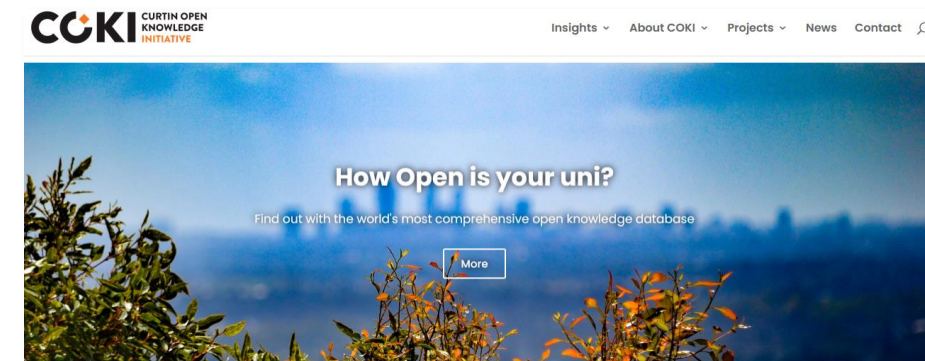 COKI
CURTIN OPEN
KNOWLEDGE
INITIATIVE
Insights
About COKI
Projects
News
Contact
How Open is your uni?
Find out with the world's most comprehensive open knowledge database
More